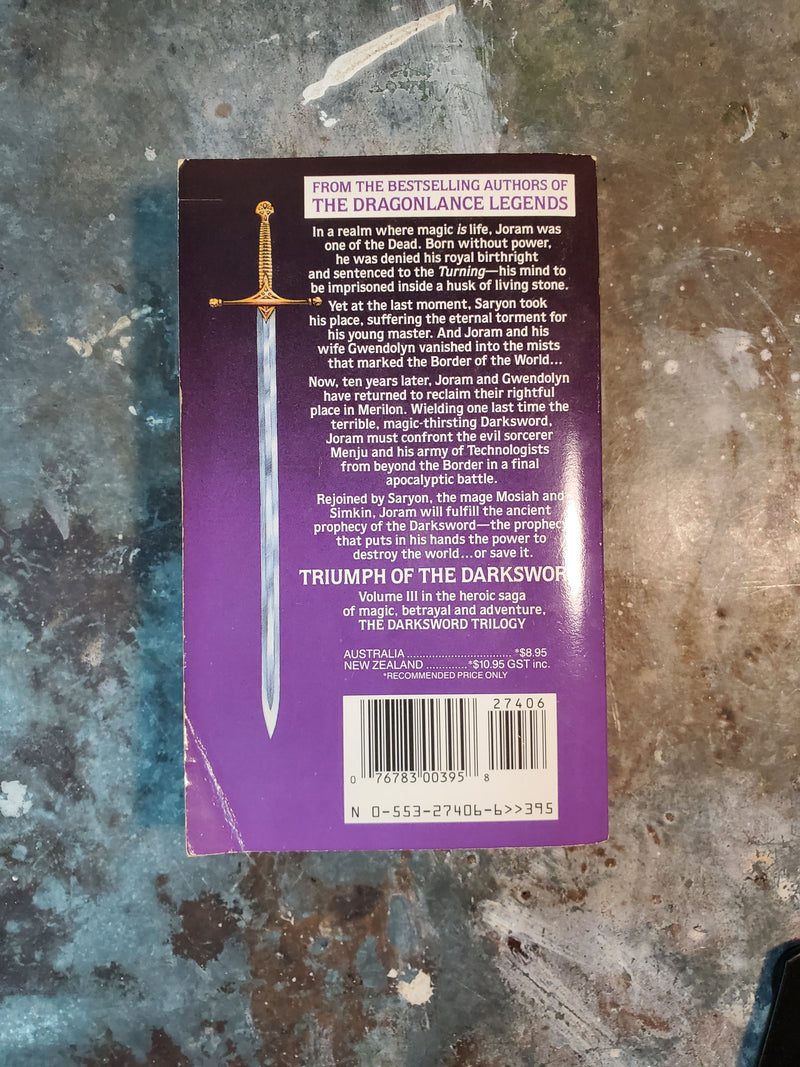 FROM THE BESTSELLING AUTHORS OF
THE DRAGONLANCE LEGENDS
In a realm where magic is life, Joram was
one of the Dead. Born without power,
he was denied his royal birthright
and sentenced to the Turning—his mind to
be imprisoned inside a husk of living stone.
Yet at the last moment, Saryon took
his place, suffering the eternal torment for
his young master. And Joram and his
wife Gwendolyn vanished into the mists
that marked the Border of the World...
Now, ten years later, Joram and Gwendolyn
have returned to reclaim their rightful
place in Merilon. Wielding one last time the
terrible, magic-thirsting Darksword,
Joram must confront the evil sorcerer
Menju and his army of Technologists
from beyond the Border in a final
apocalyptic battle.
Rejoined by Saryon, the mage Mosiah and
Simkin, Joram will fulfill the ancient
prophecy of the Darksword—the prophecy
that puts in his hands the power to
destroy the world...or save it.
TRIUMPH OF THE DARKSWOR
Volume III in the heroic saga
of magic, betrayal and adventure,
THE DARKSWORD TRILOGY
AUSTRALIA ................................ *$8.95
NEW ZEALAND ............. *$10.95 GST inc.
*RECOMMENDED PRICE ONLY
27406
0 76783 00395 8
N 0-553-27406-6>>395